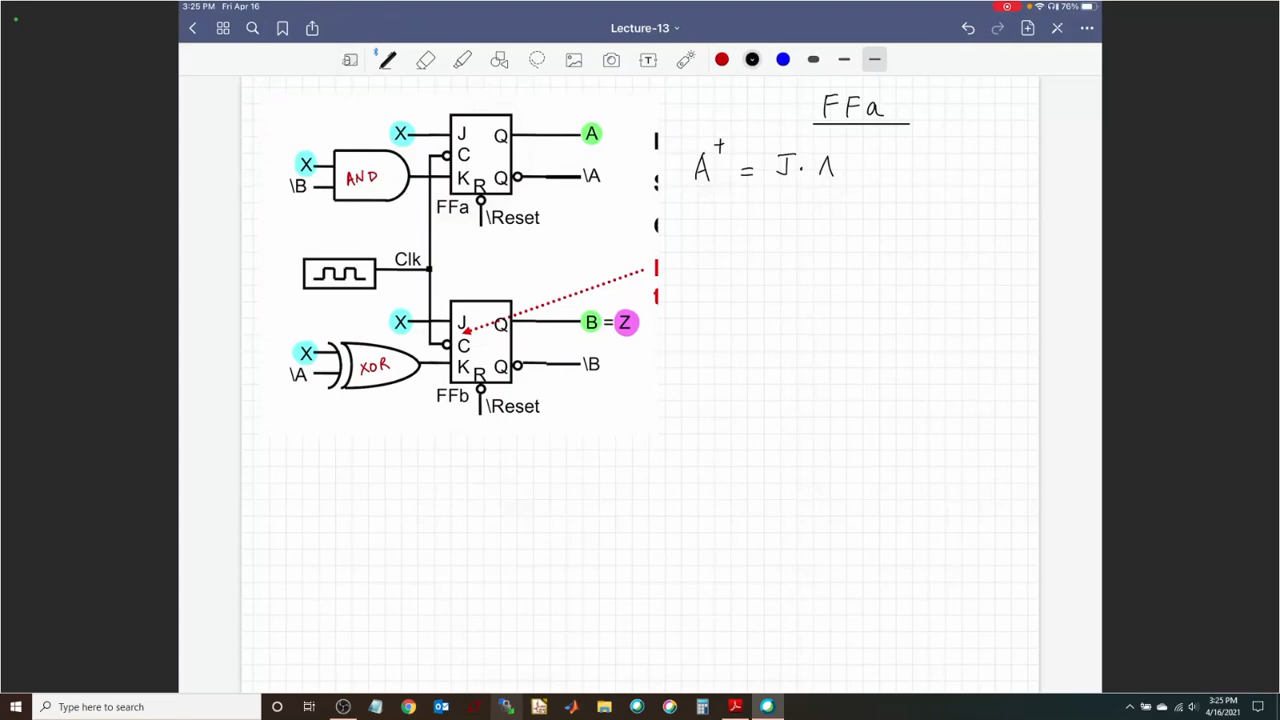 3:25 PM Fri Apr 16
76%
Lecture-13
T
FFa
X J Q A
X C
\B AND K Q \A
R
FFa \Reset
Clk
X J Q B = Z
X C
\A XOR K Q \B
R
FFb \Reset
A+ = J·
Type here to search
3:25 PM
4/16/2021